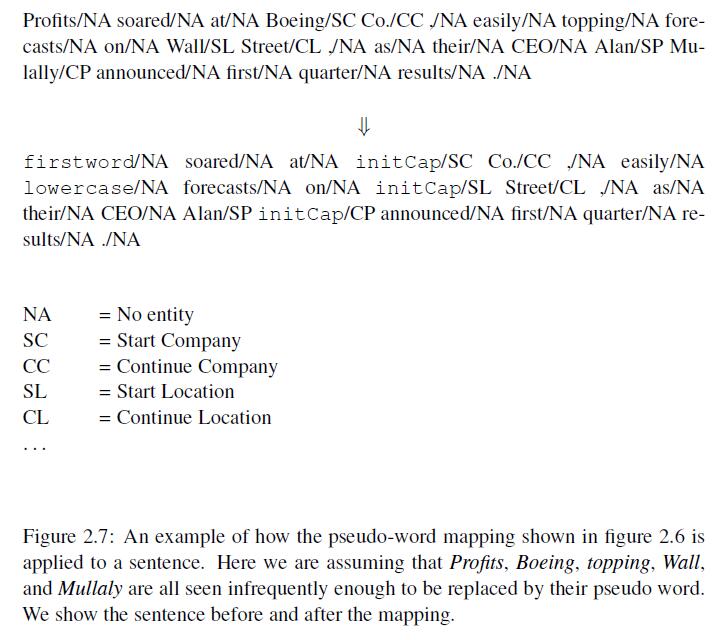 Profits/NA soared/NA at/NA Boeing/SC Co./CC ,/NA easily/NA topping/NA fore-
casts/NA on/NA Wall/SL Street/CL ,/NA as/NA their/NA CEO/NA Alan/SP Mu-
lally/CP announced/NA first/NA quarter/NA results/NA ./NA
⇓
firstword/NA soared/NA at/NA initCap/SC Co./CC ,/NA easily/NA
lowercase/NA forecasts/NA on/NA initCap/SL Street/CL ,/NA as/NA
their/NA CEO/NA Alan/SP initCap/CP announced/NA first/NA quarter/NA re-
sults/NA ./NA
NA = No entity
SC = Start Company
CC = Continue Company
SL = Start Location
CL = Continue Location
...
Figure 2.7: An example of how the pseudo-word mapping shown in figure 2.6 is
applied to a sentence. Here we are assuming that Profits, Boeing, topping, Wall,
and Mullaly are all seen infrequently enough to be replaced by their pseudo word.
We show the sentence before and after the mapping.